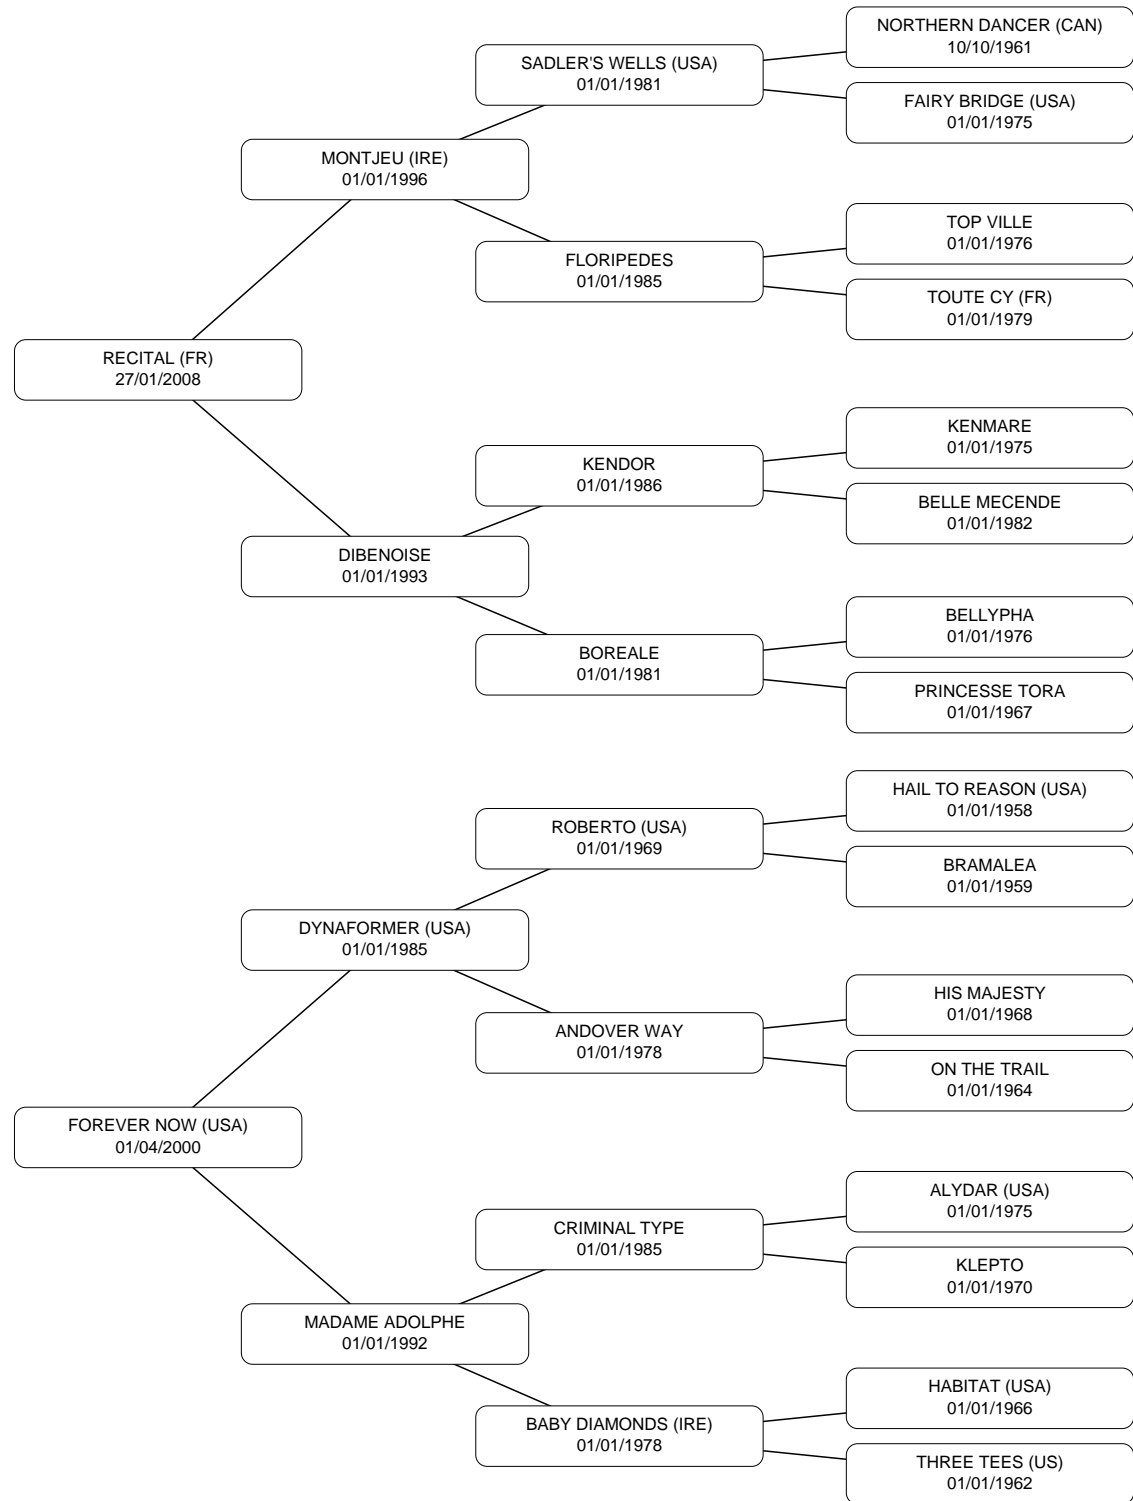 NORTHERN DANCER (CAN)
10/10/1961
SADLER'S WELLS (USA)
01/01/1981
FAIRY BRIDGE (USA)
01/01/1975
MONTJEU (IRE)
01/01/1996
TOP VILLE
01/01/1976
FLORIPEDES
01/01/1985
TOUTE CY (FR)
01/01/1979
RECITAL (FR)
27/01/2008
KENMARE
01/01/1975
KENDOR
01/01/1986
BELLE MECENDE
01/01/1982
DIBENOISE
01/01/1993
BELLYPHA
01/01/1976
BOREALE
01/01/1981
PRINCESSE TORA
01/01/1967
HAIL TO REASON (USA)
01/01/1958
ROBERTO (USA)
01/01/1969
BRAMALEA
01/01/1959
DYNAFORMER (USA)
01/01/1985
HIS MAJESTY
01/01/1968
ANDOVER WAY
01/01/1978
ON THE TRAIL
01/01/1964
FOREVER NOW (USA)
01/04/2000
ALYDAR (USA)
01/01/1975
CRIMINAL TYPE
01/01/1985
KLEPTO
01/01/1970
MADAME ADOLPHE
01/01/1992
HABITAT (USA)
01/01/1966
BABY DIAMONDS (IRE)
01/01/1978
THREE TEES (US)
01/01/1962